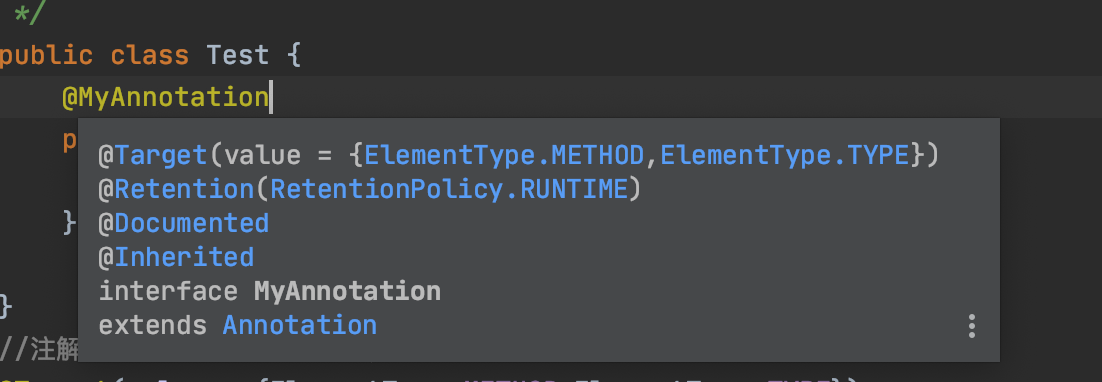 */
public class Test {
@MyAnnotation
p
@Target(value = {ElementType.METHOD,ElementType.TYPE})
@Retention(RetentionPolicy.RUNTIME)
}
@Documented
@Inherited
interface MyAnnotation
}
extends Annotation
//注解